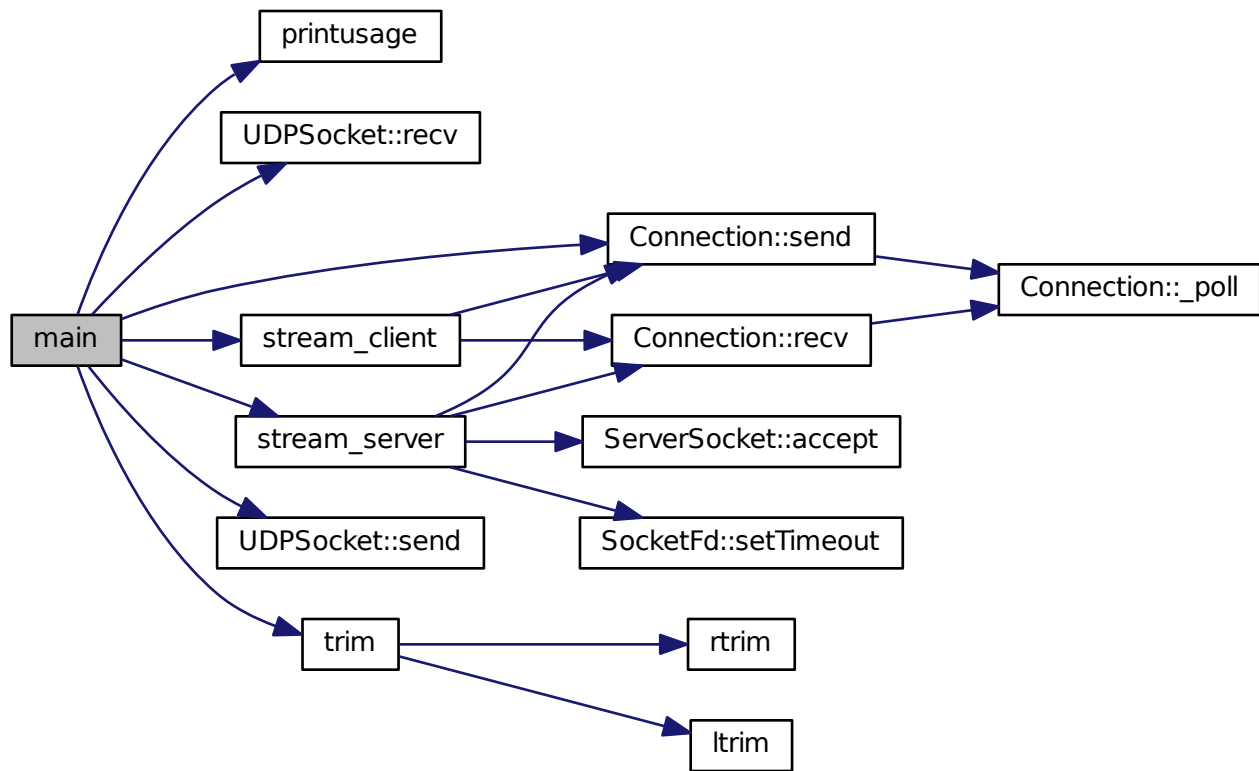 printusage
UDPSocket::recv
Connection::send
Connection::_poll
main
stream_client
Connection::recv
stream_server
ServerSocket::accept
UDPSocket::send
SocketFd::setTimeout
trim
rtrim
ltrim